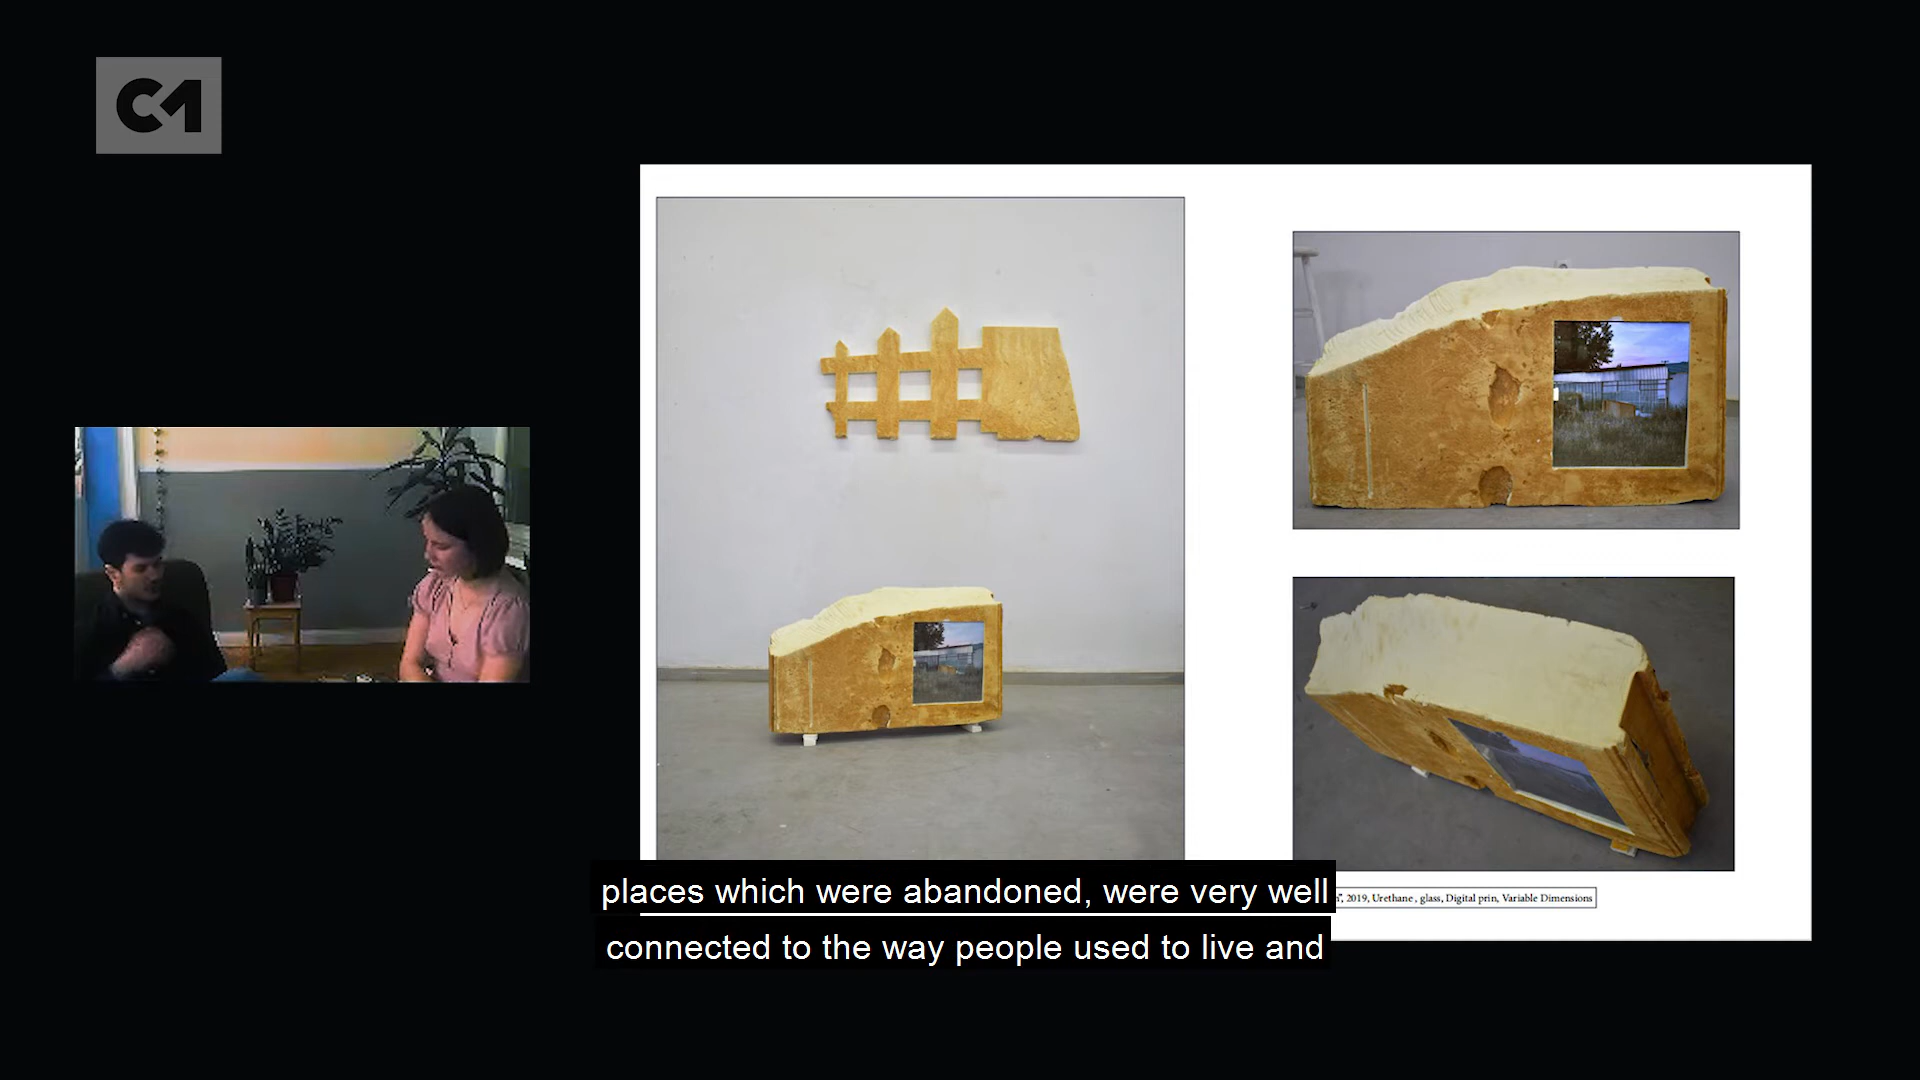 C1
places which were abandoned, were very well
connected to the way people used to live and
2019, Urethane , glass, Digital prin, Variable Dimensions